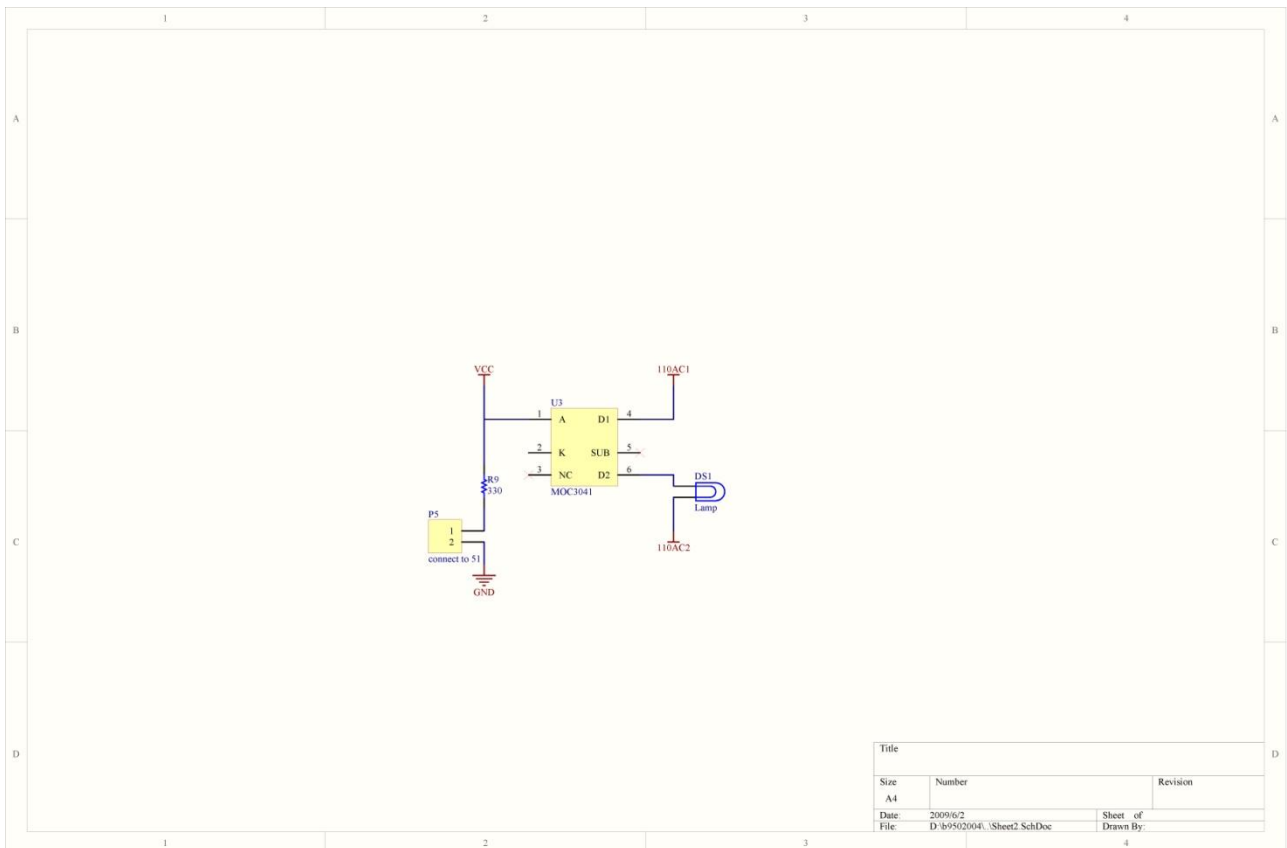 1 2 3 4
A A
B B
VCC 110AC1
U3
1 A D1 4
2 K SUB 5
3 NC D2 6
MOC3041
R9
330
DS1
Lamp
P5
1
2
connect to 51
110AC2
GND
C C
D D
Title
Size Number Revision
A4
Date: 2009/6/2 Sheet of
File: D:\b9502004\..\Sheet2.SchDoc Drawn By:
1 2 3 4